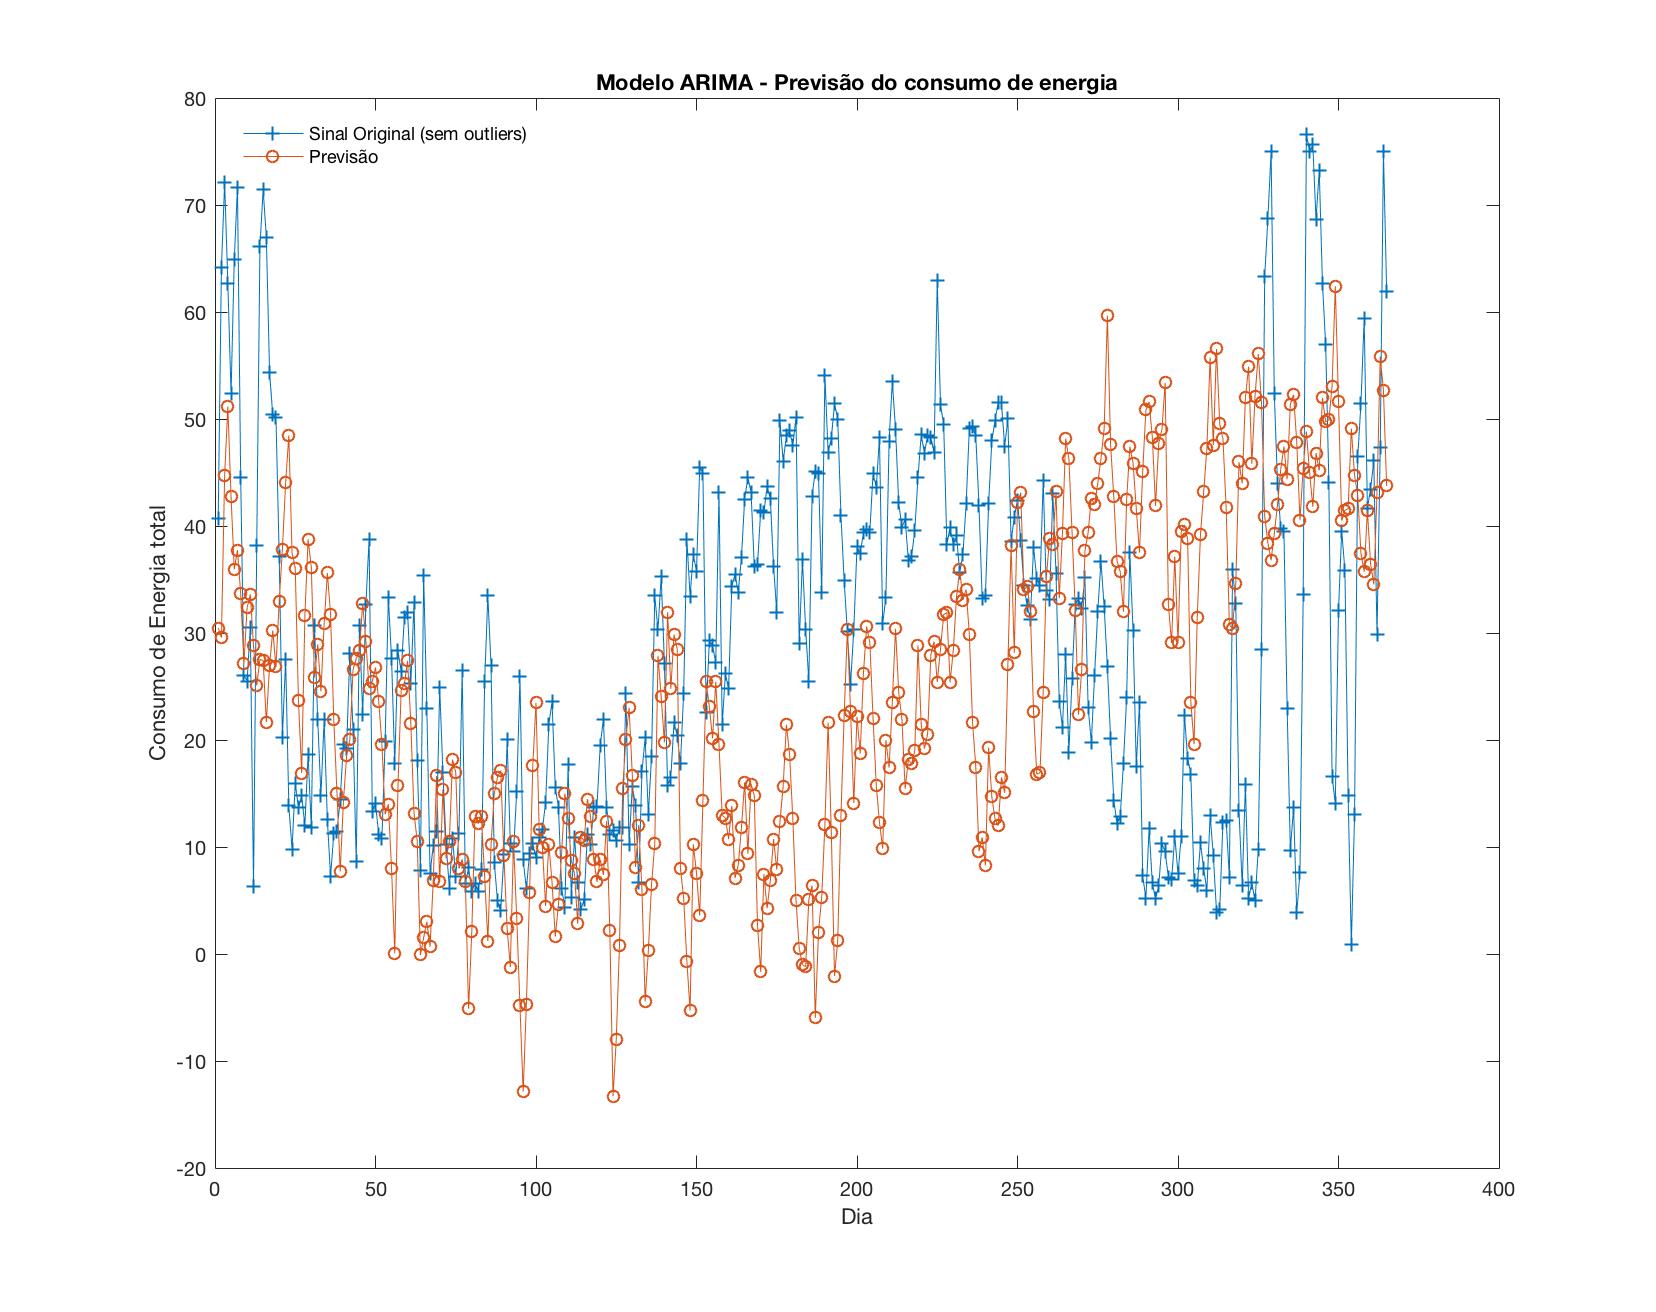 Modelo ARIMA - Previsão do consumo de energia
Sinal Original (sem outliers)
Previsão
80
70
60
50
40
30
20
10
0
-10
-20
Consumo de Energia total
0 50 100 150 200 250 300 350 400
Dia